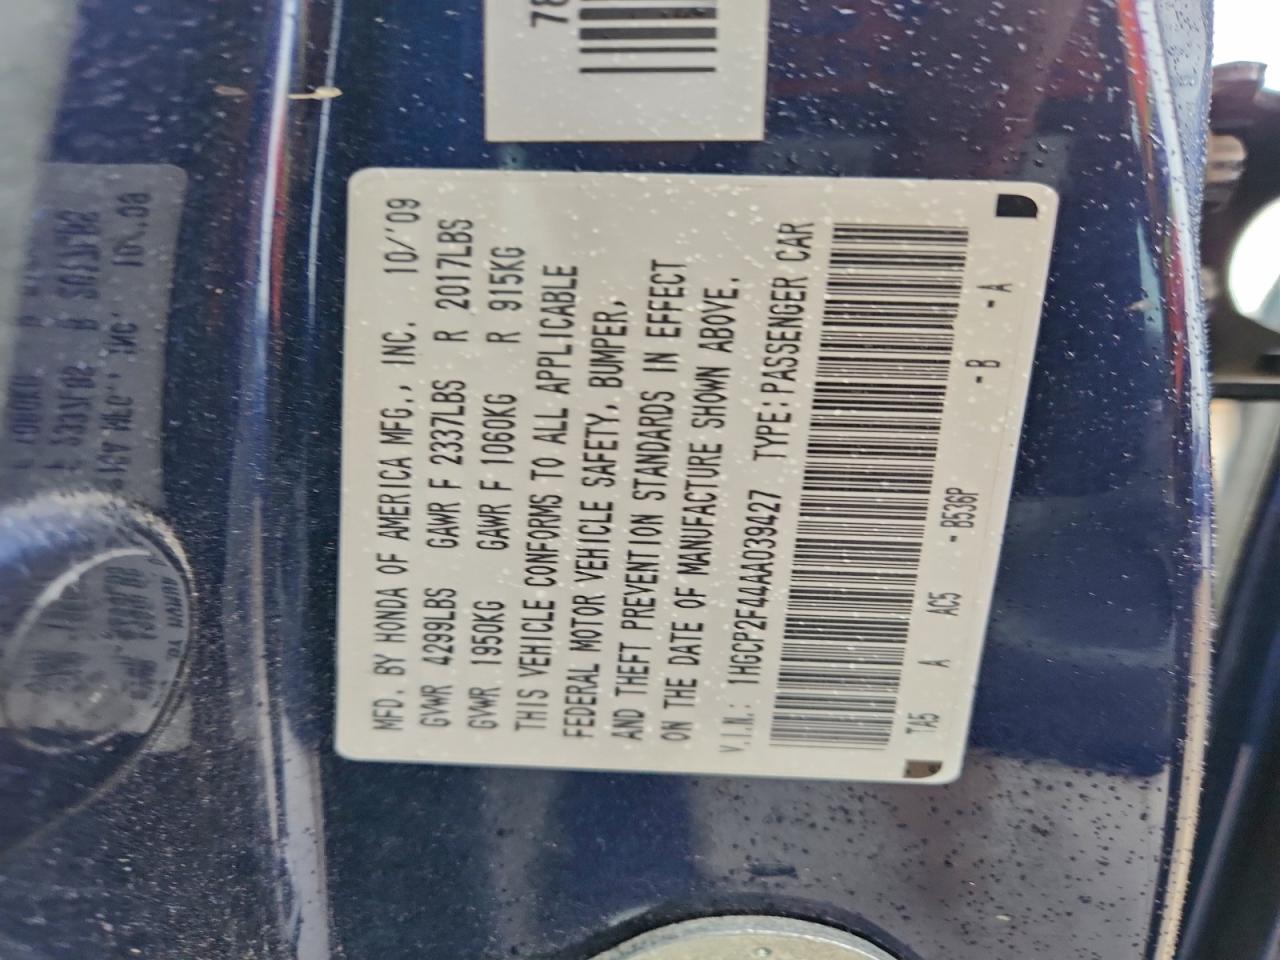 78
MFD. BY HONDA OF AMERICA MFG., INC. 10/'09
GVWR 4299LBS GAWR F 2337LBS R 2017LBS
GVWR 1950KG GAWR F 1060KG R 915KG
THIS VEHICLE CONFORMS TO ALL APPLICABLE
FEDERAL MOTOR VEHICLE SAFETY, BUMPER,
AND THEFT PREVENTION STANDARDS IN EFFECT
ON THE DATE OF MANUFACTURE SHOWN ABOVE.
V.I.N.: 1HGCP2F44AA039427 TYPE:PASSENGER CAR
TA5 A AC5 -B536P -B -A